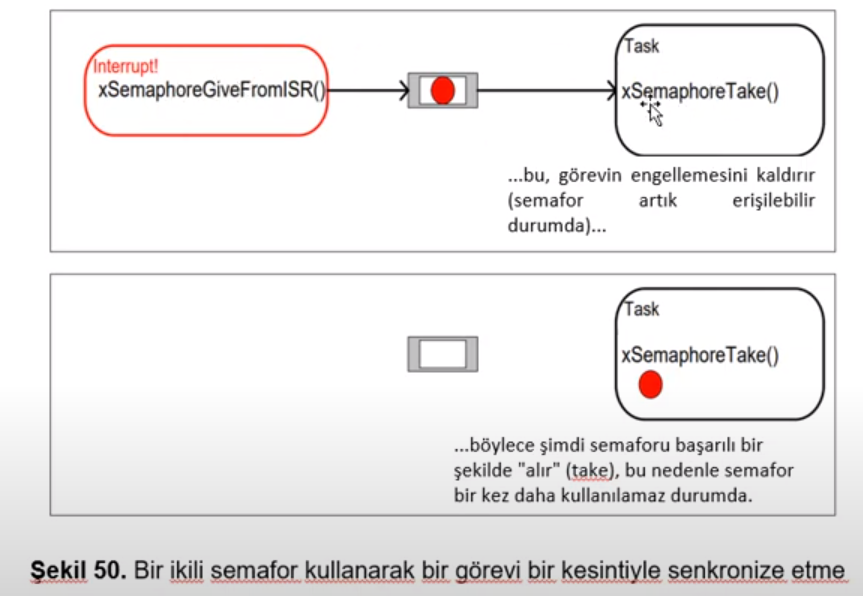 Interrupt!
xSemaphoreGiveFromISR()
Task
xSemaphoreTake()
...bu, görevin engellemesini kaldırır
(semafor artık erişilebilir
durumda)...
Task
xSemaphoreTake()
...böylece şimdi semaforu başarılı bir
şekilde "alır" (take), bu nedenle semafor
bir kez daha kullanılamaz durumda.
Şekil 50. Bir ikili semafor kullanarak bir görevi bir kesintiyle senkronize etme